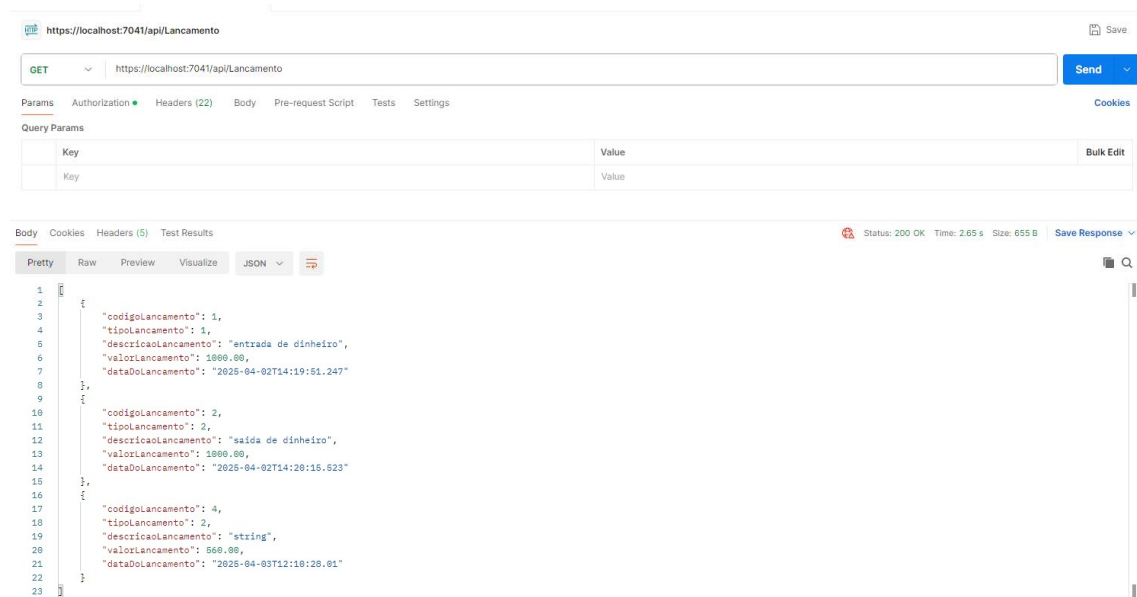 HTTP https://localhost:7041/api/Lancamento Save
GET https://localhost:7041/api/Lancamento Send
Params Authorization Headers (22) Body Pre-request Script Tests Settings Cookies
Query Params
Key Value Bulk Edit
Key Value
Body Cookies Headers (5) Test Results Status: 200 OK Time: 2.65 s Size: 655 B Save Response
Pretty Raw Preview Visualize JSON
1 [
2 {
3 "codigoLancamento": 1,
4 "tipoLancamento": 1,
5 "descricaoLancamento": "entrada de dinheiro",
6 "valorLancamento": 1000.00,
7 "dataDoLancamento": "2025-04-02T14:19:51.247"
8 },
9 {
10 "codigoLancamento": 2,
11 "tipoLancamento": 2,
12 "descricaoLancamento": "saida de dinheiro",
13 "valorLancamento": 1000.00,
14 "dataDoLancamento": "2025-04-02T14:20:15.523"
15 },
16 {
17 "codigoLancamento": 4,
18 "tipoLancamento": 2,
19 "descricaoLancamento": "string",
20 "valorLancamento": 560.00,
21 "dataDoLancamento": "2025-04-03T12:10:28.01"
22 }
23 ]